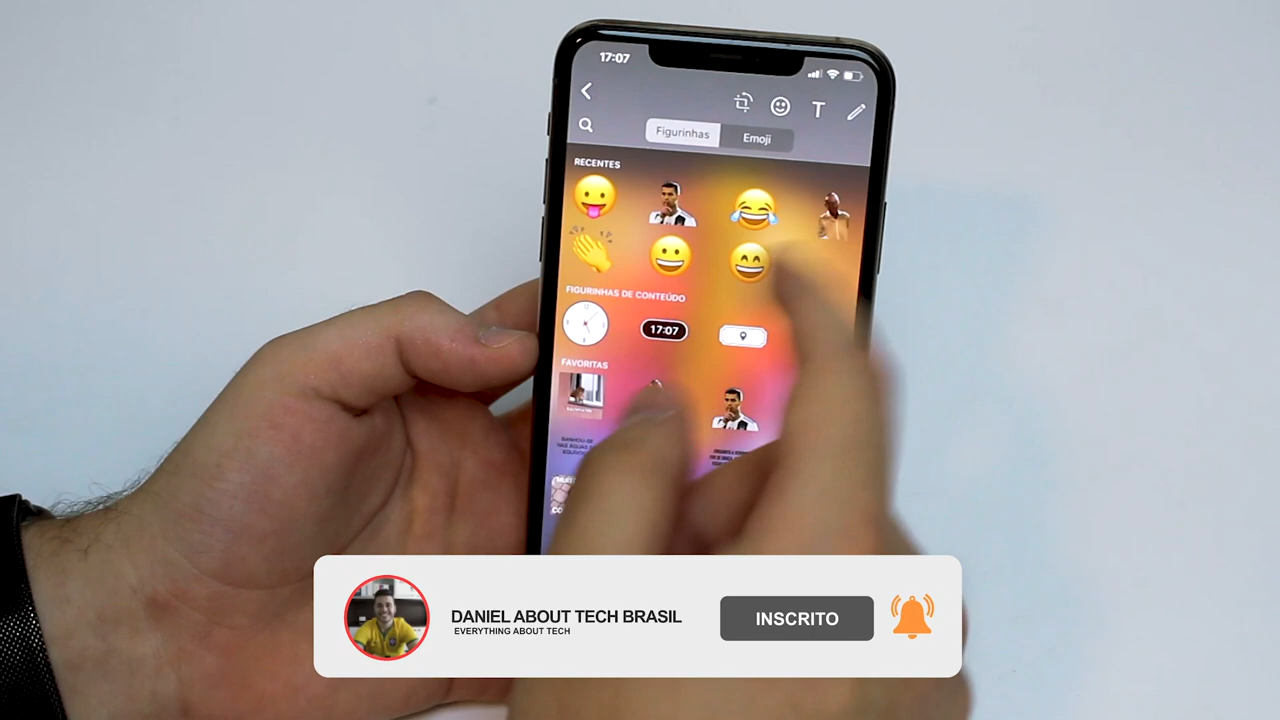 17:07
T
Figurinhas
Emoji
RECENTES
FIGURINHAS DE CONTEÚDO
17:07
FAVORITAS
DANIEL ABOUT TECH BRASIL
EVERYTHING ABOUT TECH
INSCRITO